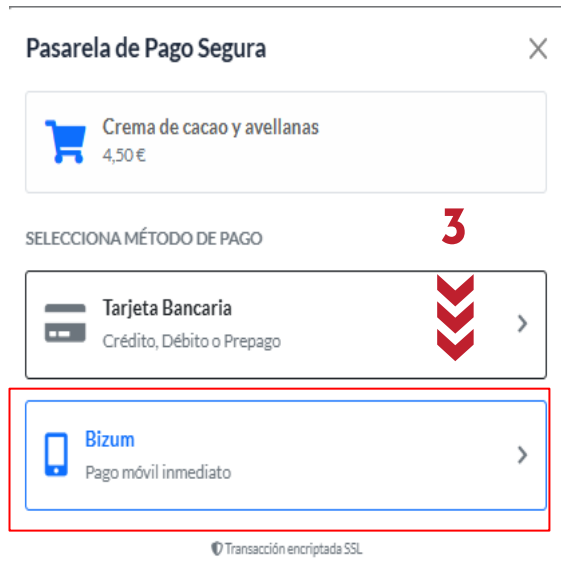 Pasarela de Pago Segura
Crema de cacao y avellanas
4,50 €
SELECCIONA MÉTODO DE PAGO
3
Tarjeta Bancaria
Crédito, Débito o Prepago
Bizum
Pago móvil inmediato
Transacción encriptada SSL